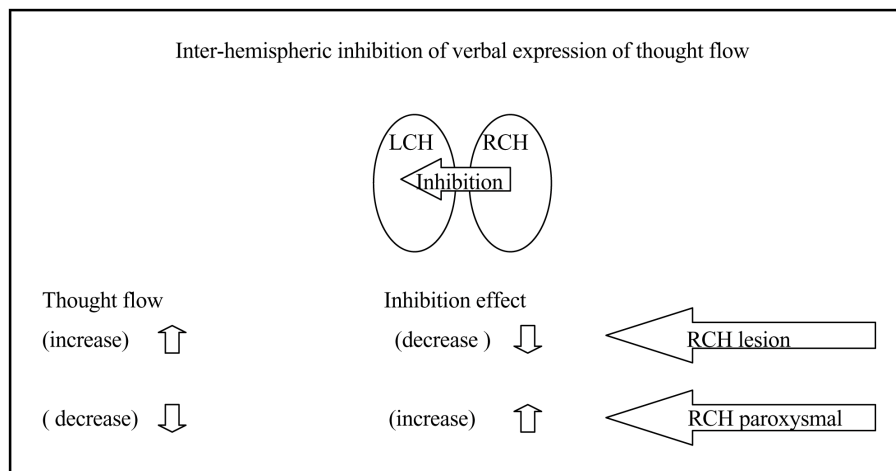 Inter-hemispheric inhibition of verbal expression of thought flow
LCH RCH
Inhibition
Thought flow Inhibition effect
(increase) (decrease ) RCH lesion
( decrease) (increase) RCH paroxysmal